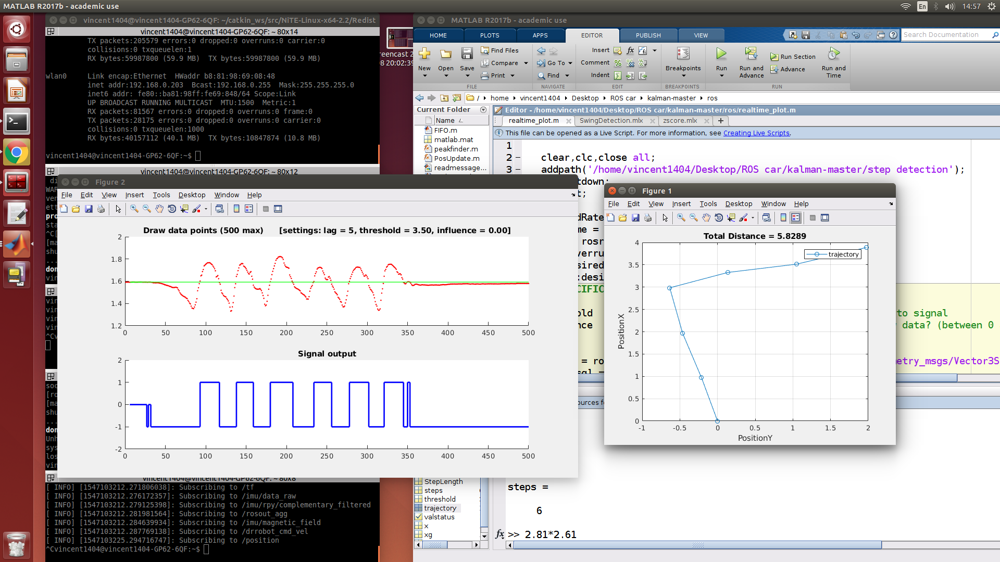 MATLAB R2017b - academic use
En
14:57
vincent1404@vincent1404-GP62-6QF: ~/catkin_ws/src/NiTE-Linux-x64-2.2/Redist
vincent1404@vincent1404-GP62-6QF: ~ 80x14
TX packets:205579 errors:0 dropped:0 overruns:0 carrier:0
collisions:0 txqueuelen:1
RX bytes:59987800 (59.9 MB)  TX bytes:59987800 (59.9 MB)
wlan0     Link encap:Ethernet  HWaddr b8:81:98:69:08:48
inet addr:192.168.0.203  Bcast:192.168.0.255  Mask:255.255.255.0
inet6 addr: fe80::ba81:98ff:fe69:848/64 Scope:Link
UP BROADCAST RUNNING MULTICAST  MTU:1500  Metric:1
RX packets:81567 errors:0 dropped:0 overruns:0 frame:0
TX packets:28175 errors:0 dropped:0 overruns:0 carrier:0
collisions:0 txqueuelen:1000
RX bytes:40157112 (40.1 MB)  TX bytes:10847874 (10.8 MB)
vincent1404@vincent1404-GP62-6QF:~$
vincent1404@vincent1404-GP62-6QF: ~ 80x12
reencast 2
8 20:02:39
MATLAB R2017b - academic use
HOME PLOTS APPS EDITOR PUBLISH VIEW
Search Documentation
New Open Save Find Files Compare Print
Go To Find
Insert fx
Comment
Indent
Breakpoints
Run
Run and Advance
Run Section
Advance
Run and Time
FILE NAVIGATE EDIT BREAKPOINTS RUN
/ home vincent1404 Desktop ROS car kalman-master ros
Current Folder
Name
FIFO.m
matlab.mat
peakfinder.m
PosUpdate.m
readmessage...
Editor - /home/vincent1404/Desktop/ROS car/kalman-master/ros/realtime_plot.m
realtime_plot.m SwingDetection.mlx zscore.mlx +
This file can be opened as a Live Script. For more information, see Creating Live Scripts.
1
2 clear,clc,close all;
3 addpath('/home/vincent1404/Desktop/ROS car/kalman-master/step detection');
tdown;
t;
dRate
me =
rosr
verru
sired
:desi
CIFIC
old
to signal
nce
data? (between 0
= ro
etry_msgs/Vector3S
ources f
Figure 2
File Edit View Insert Tools Desktop Window Help
Draw data points (500 max)      [settings: lag = 5, threshold = 3.50, influence = 0.00]
2
1.8
1.6
1.4
1.2
0 50 100 150 200 250 300 350 400 450 500
Signal output
2
1
0
-1
-2
0 50 100 150 200 250 300 350 400 450 500
Figure 1
File Edit View Insert Tools Desktop Window Help
Total Distance = 5.8289
trajectory
4
3.5
3
2.5
2
1.5
1
0.5
0
-1 -0.5 0 0.5 1 1.5 2
PositionX
PositionY
di
WAR
ven
ett
pro
sta
^C[
[ma
shu
...
don
vin
vin
vin
vin
vin
^Cv
soc
[ro
[ma
shu
...
don
Unh
sys
los
vin
vincent1404@vincent1404-GP62-6QF: ~ 80x8
[ INFO] [1547103212.271806038]: Subscribing to /tf
[ INFO] [1547103212.276172357]: Subscribing to /imu/data_raw
[ INFO] [1547103212.279125398]: Subscribing to /imu/rpy/complementary_filtered
[ INFO] [1547103212.281981564]: Subscribing to /rosout_agg
[ INFO] [1547103212.284639934]: Subscribing to /imu/magnetic_field
[ INFO] [1547103212.287769138]: Subscribing to /drrobot_cmd_vel
[ INFO] [1547103225.294716747]: Subscribing to /position
^Cvincent1404@vincent1404-GP62-6QF:~$
StepLength
steps
threshold
trajectory
valstatus
x
xg
steps =
6
fx >> 2.81*2.61